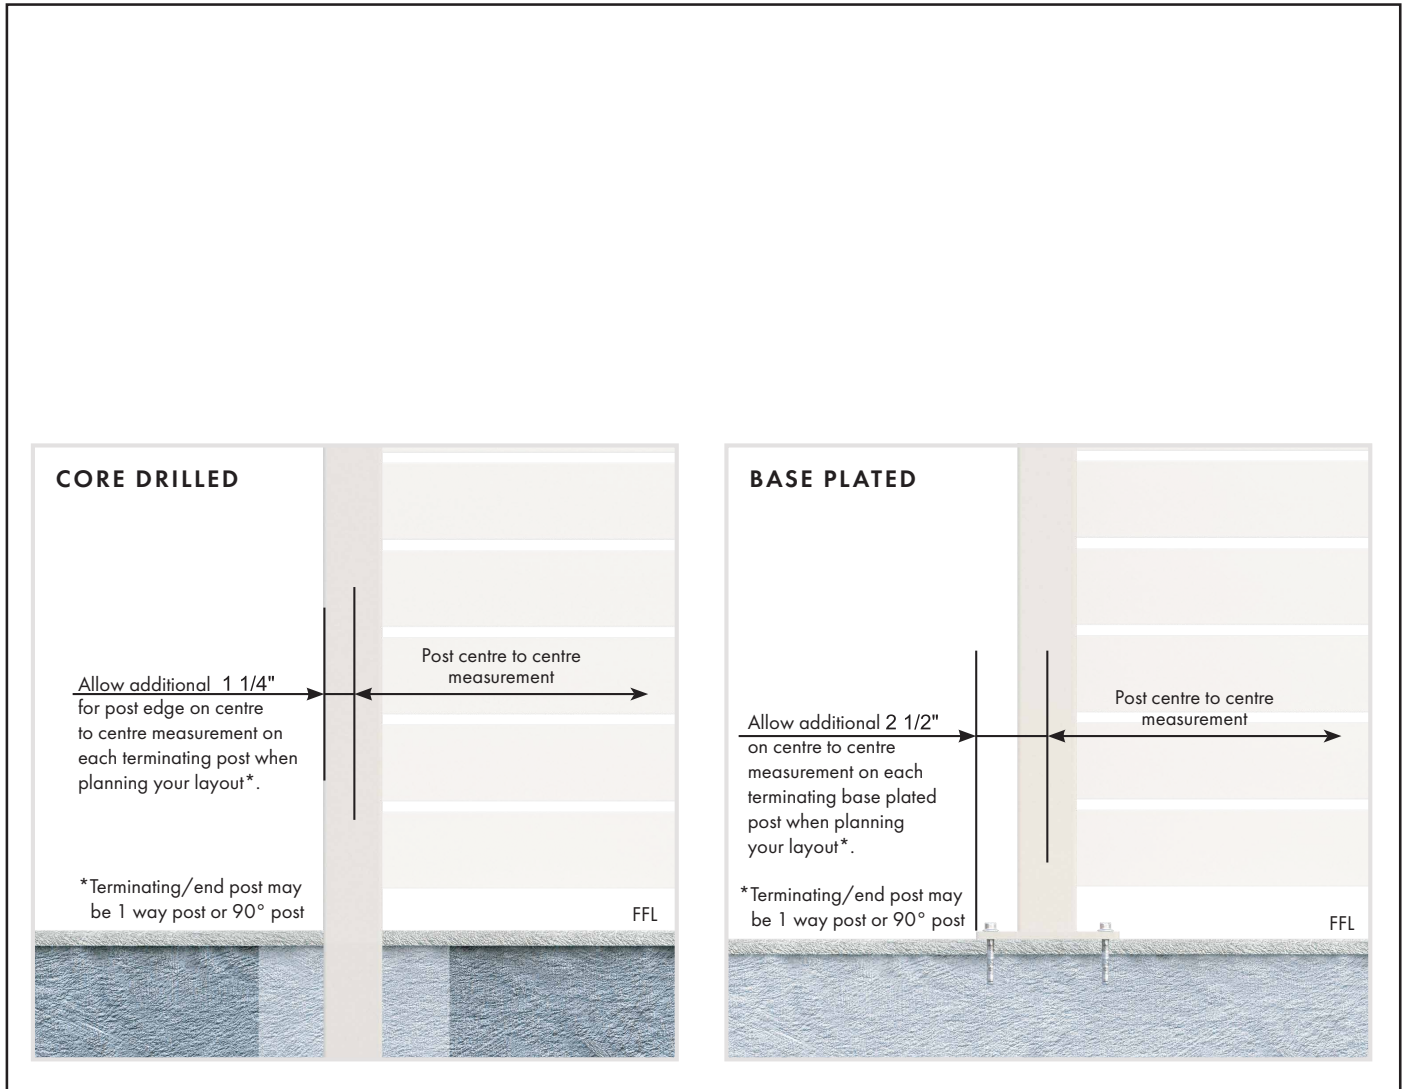 CORE DRILLED
Post centre to centre
measurement
Allow additional 1 1/4"
for post edge on centre
to centre measurement on
each terminating post when
planning your layout*.
*Terminating/end post may
be 1 way post or 90° post
FFL
BASE PLATED
Post centre to centre
measurement
Allow additional 2 1/2"
on centre to centre
measurement on each
terminating base plated
post when planning
your layout*.
*Terminating/end post may
be 1 way post or 90° post
FFL